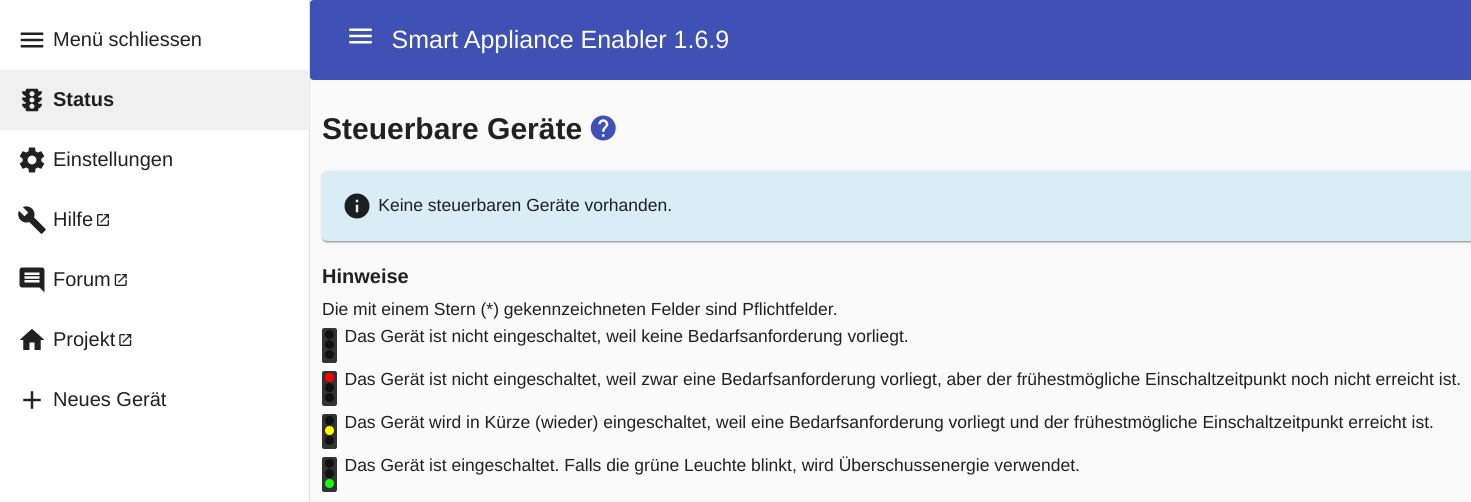 Menü schliessen
Status
Einstellungen
Hilfe
Forum
Projekt
Neues Gerät
Smart Appliance Enabler 1.6.9
Steuerbare Geräte
Keine steuerbaren Geräte vorhanden.
Hinweise
Die mit einem Stern (*) gekennzeichneten Felder sind Pflichtfelder.
Das Gerät ist nicht eingeschaltet, weil keine Bedarfsanforderung vorliegt.
Das Gerät ist nicht eingeschaltet, weil zwar eine Bedarfsanforderung vorliegt, aber der frühestmögliche Einschaltzeitpunkt noch nicht erreicht ist.
Das Gerät wird in Kürze (wieder) eingeschaltet, weil eine Bedarfsanforderung vorliegt und der frühestmögliche Einschaltzeitpunkt erreicht ist.
Das Gerät ist eingeschaltet. Falls die grüne Leuchte blinkt, wird Überschussenergie verwendet.